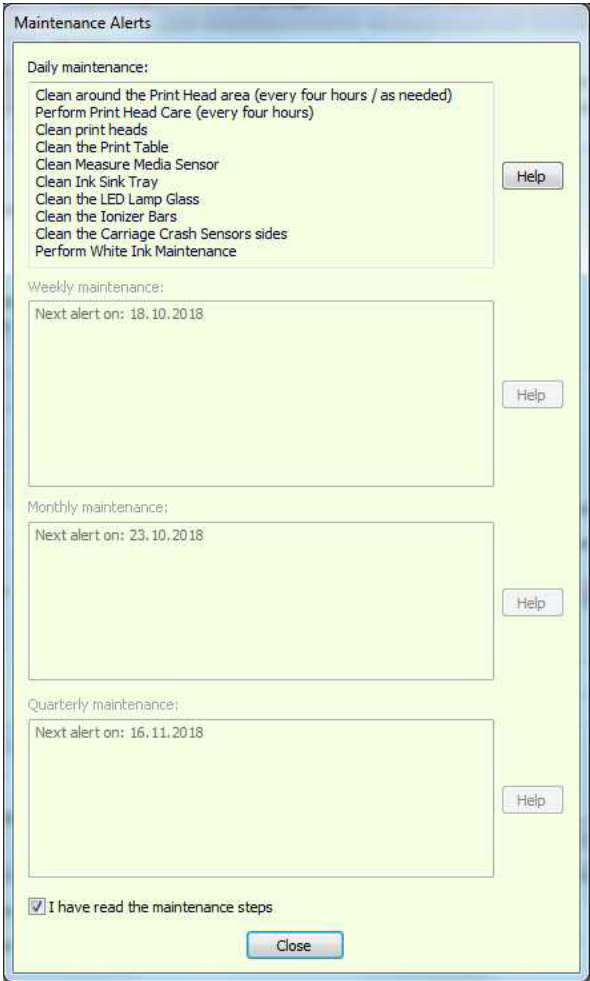 Maintenance Alerts
Daily maintenance:
Clean around the Print Head area (every four hours / as needed)
Perform Print Head Care (every four hours)
Clean print heads
Clean the Print Table
Clean Measure Media Sensor
Clean Ink Sink Tray
Clean the LED Lamp Glass
Clean the Ionizer Bars
Clean the Carriage Crash Sensors sides
Perform White Ink Maintenance
Help
Weekly maintenance:
Next alert on: 18.10.2018
Help
Monthly maintenance:
Next alert on: 23.10.2018
Help
Quarterly maintenance:
Next alert on: 16.11.2018
Help
I have read the maintenance steps
Close